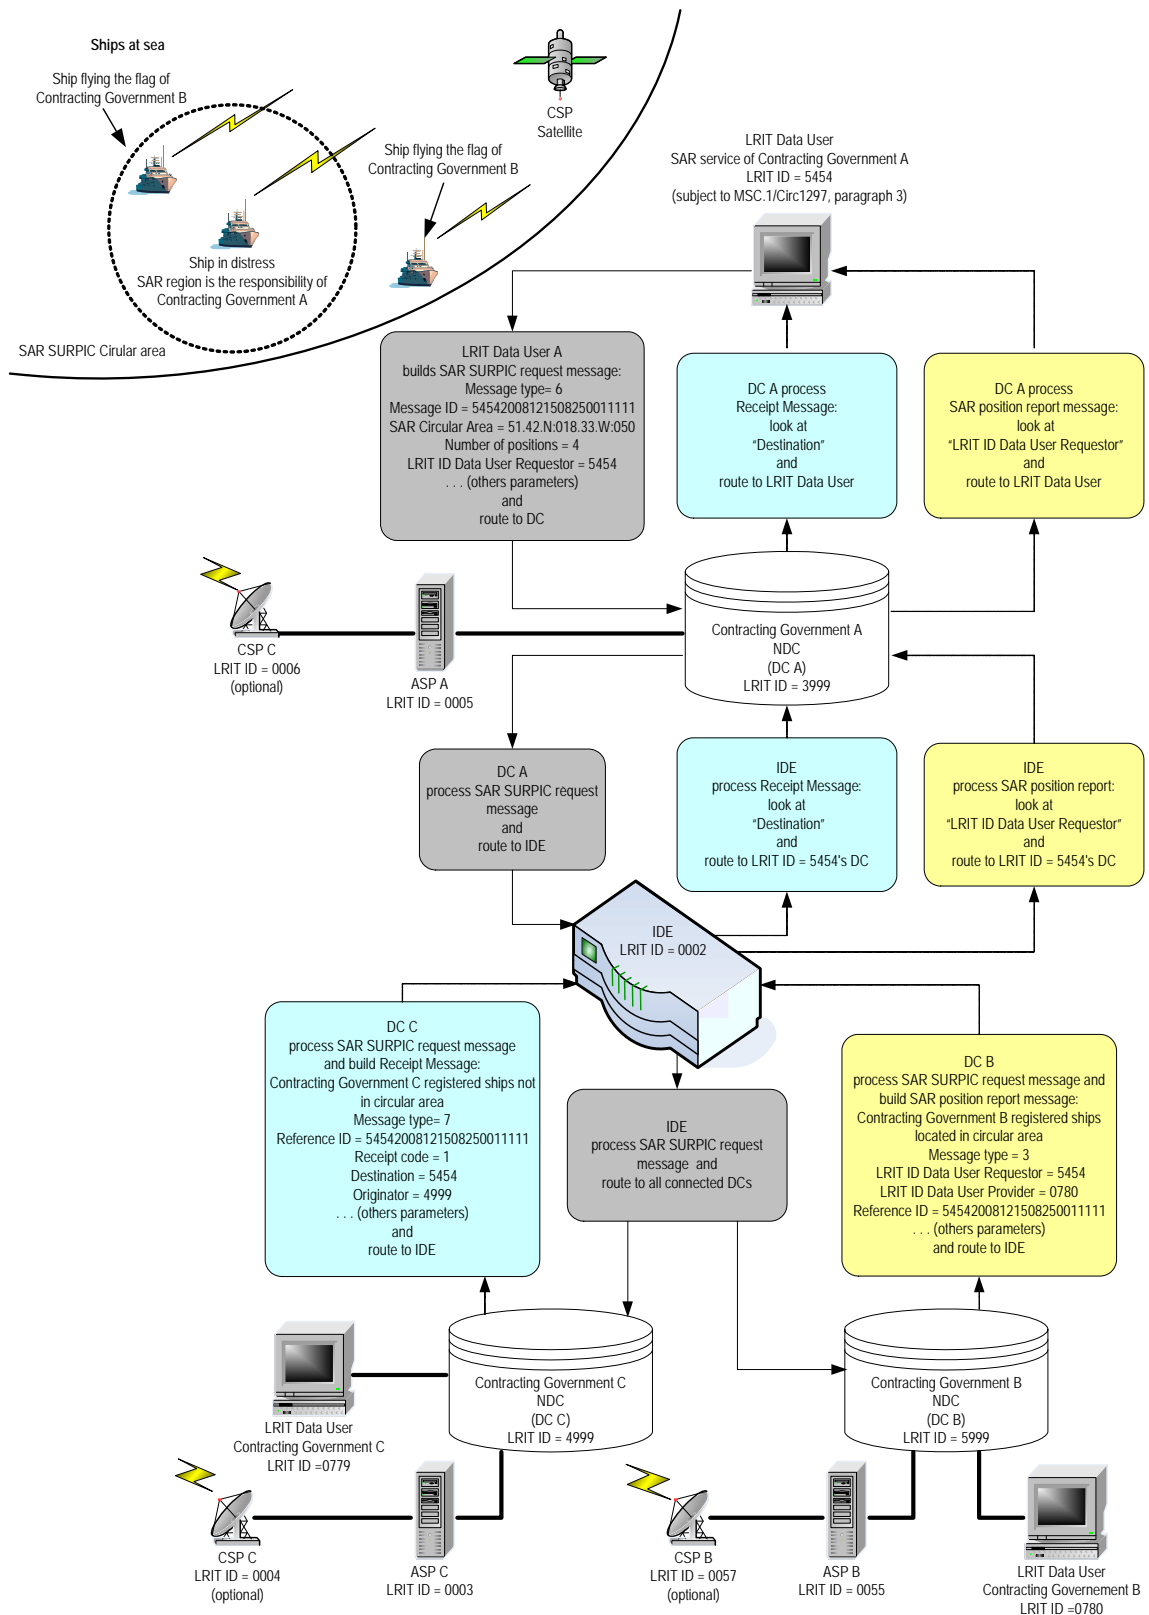 Ships at sea
Ship flying the flag of
Contracting Government B
CSP
Satellite
Ship flying the flag of
Contracting Government B
Ship in distress
SAR region is the responsibility of
Contracting Government A
SAR SURPIC Cirular area
LRIT Data User
SAR service of Contracting Government A
LRIT ID = 5454
(subject to MSC.1/Circ1297, paragraph 3)
LRIT Data User A
builds SAR SURPIC request message:
Message type= 6
Message ID = 54542008121508250011111
SAR Circular Area = 51.42.N:018.33.W:050
Number of positions = 4
LRIT ID Data User Requestor = 5454
. . . (others parameters)
and
route to DC
DC A process
Receipt Message:
look at
“Destination”
and
route to LRIT Data User
DC A process
SAR position report message:
look at
“LRIT ID Data User Requestor”
and
route to LRIT Data User
CSP C
LRIT ID = 0006
(optional)
ASP A
LRIT ID = 0005
Contracting Government A
NDC
(DC A)
LRIT ID = 3999
DC A
process SAR SURPIC request
message
and
route to IDE
IDE
process Receipt Message:
look at
“Destination”
and
route to LRIT ID = 5454's DC
IDE
process SAR position report:
look at
“LRIT ID Data User Requestor”
and
route to LRIT ID = 5454's DC
IDE
LRIT ID = 0002
DC C
process SAR SURPIC request message
and build Receipt Message:
Contracting Government C registered ships not
in circular area
Message type= 7
Reference ID = 54542008121508250011111
Receipt code = 1
Destination = 5454
Originator = 4999
. . . (others parameters)
and
route to IDE
IDE
process SAR SURPIC request
message and
route to all connected DCs
DC B
process SAR SURPIC request message and
build SAR position report message:
Contracting Government B registered ships
located in circular area
Message type = 3
LRIT ID Data User Requestor = 5454
LRIT ID Data User Provider = 0780
Reference ID = 54542008121508250011111
. . . (others parameters)
and route to IDE
Contracting Government C
NDC
(DC C)
LRIT ID = 4999
Contracting Government B
NDC
(DC B)
LRIT ID = 5999
LRIT Data User
Contracting Government C
LRIT ID =0779
CSP C
LRIT ID = 0004
(optional)
ASP C
LRIT ID = 0003
CSP B
LRIT ID = 0057
(optional)
ASP B
LRIT ID = 0055
LRIT Data User
Contracting Governement B
LRIT ID =0780